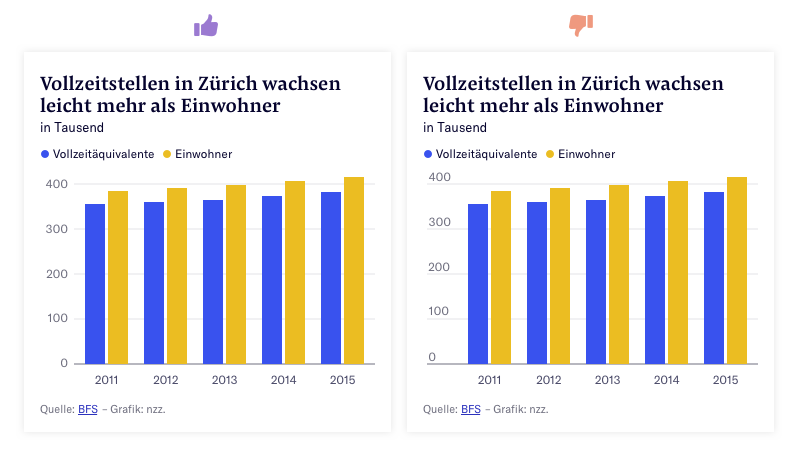 Vollzeitstellen in Zürich wachsen
leicht mehr als Einwohner
in Tausend
Vollzeitäquivalente Einwohner
400
300
200
100
0
2011 2012 2013 2014 2015
Quelle: BFS – Grafik: nzz.
Vollzeitstellen in Zürich wachsen
leicht mehr als Einwohner
in Tausend
Vollzeitäquivalente Einwohner
400
300
200
100
0
2011 2012 2013 2014 2015
Quelle: BFS – Grafik: nzz.